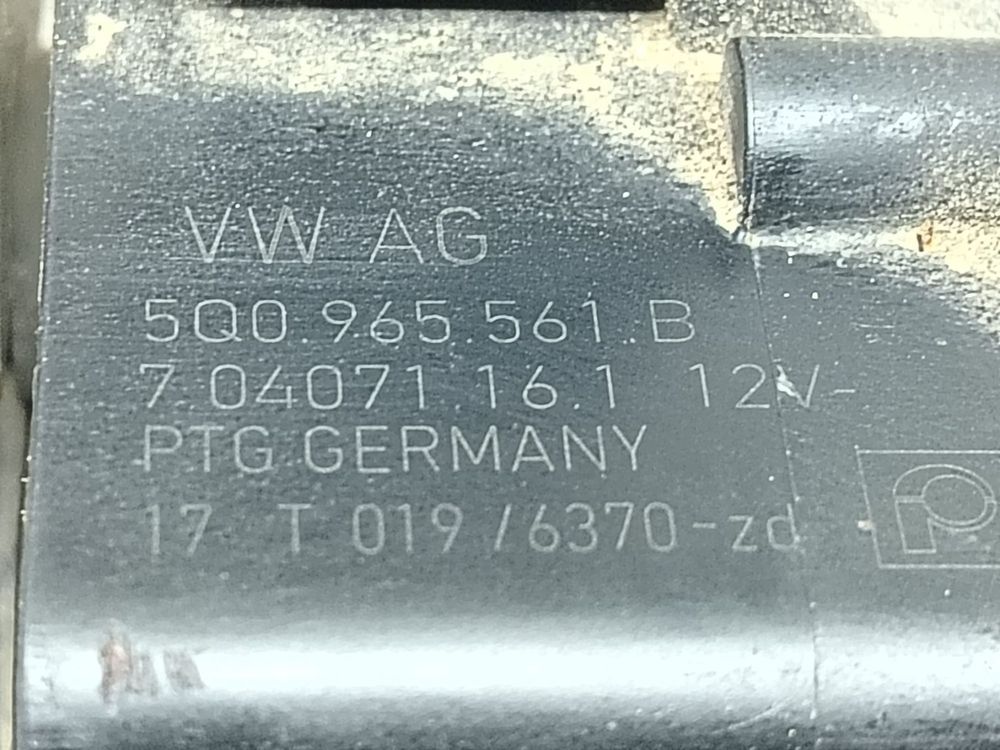 VW AG
5Q0.965.561..B
7.04071.16.1 12V-
PTG GERMANY
17 T 019 /6370-zd